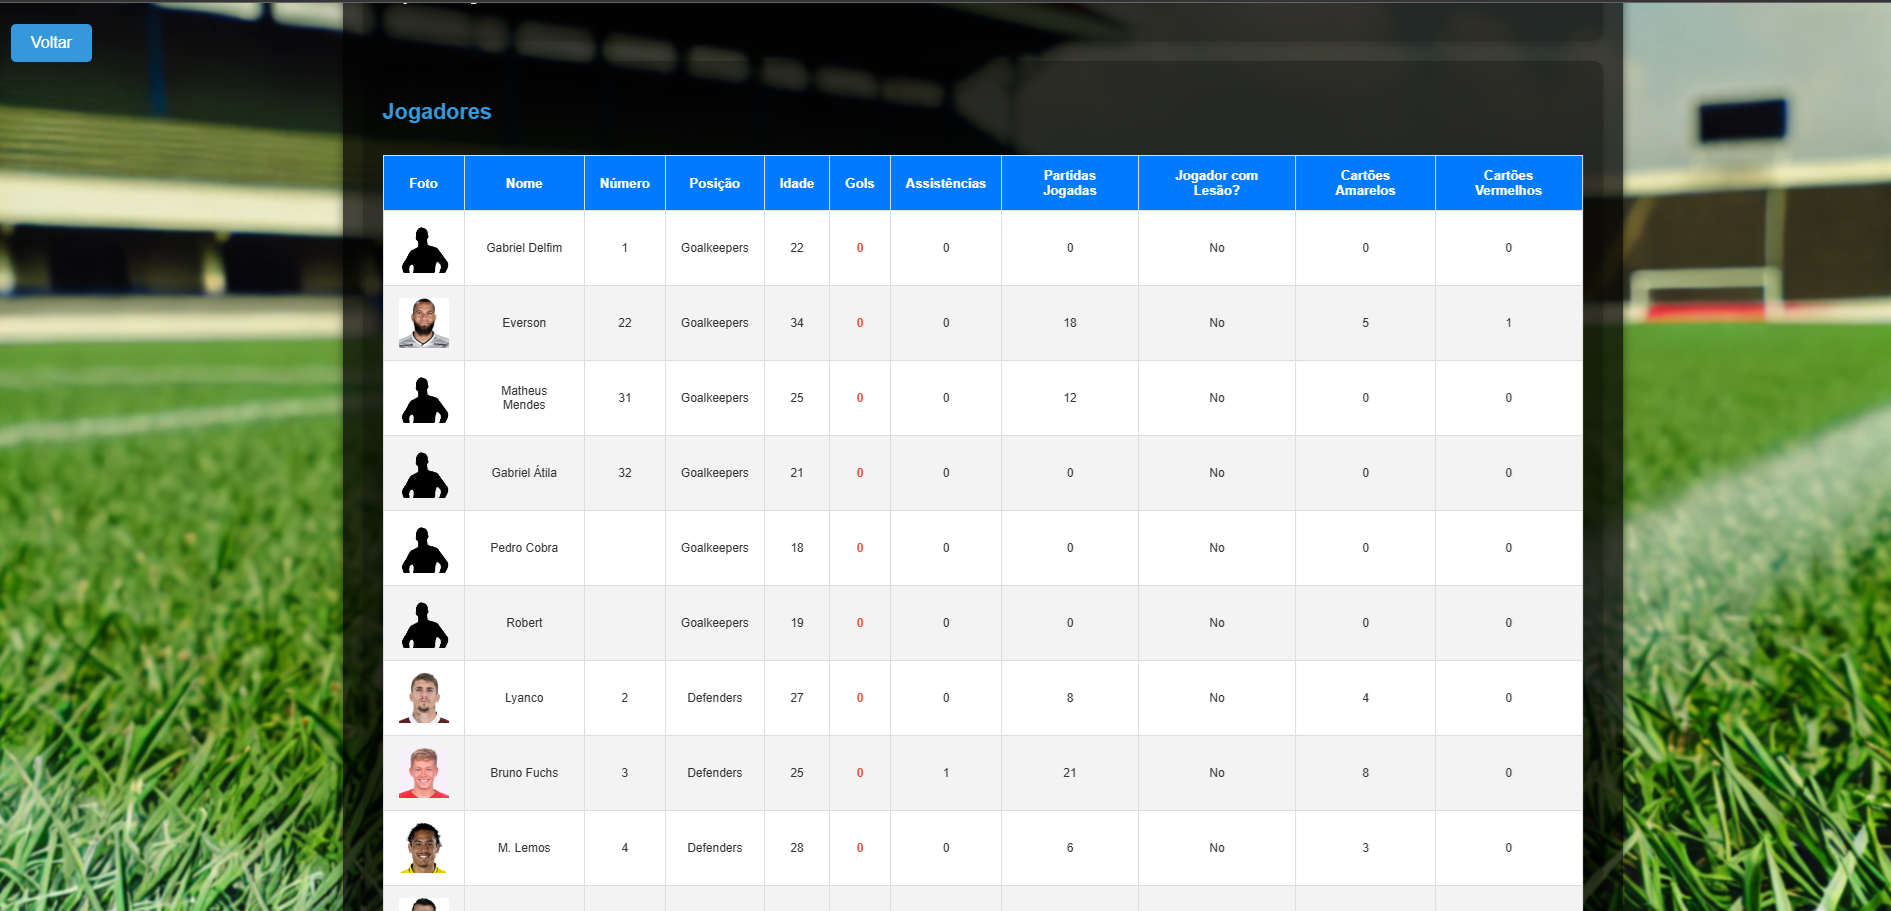 Voltar
Jogadores
Foto Nome Número Posição Idade Gols Assistências Partidas Jogadas Jogador com Lesão? Cartões Amarelos Cartões Vermelhos
Gabriel Delfim 1 Goalkeepers 22 0 0 0 No 0 0
Everson 22 Goalkeepers 34 0 0 18 No 5 1
Matheus Mendes 31 Goalkeepers 25 0 0 12 No 0 0
Gabriel Átila 32 Goalkeepers 21 0 0 0 No 0 0
Pedro Cobra Goalkeepers 18 0 0 0 No 0 0
Robert Goalkeepers 19 0 0 0 No 0 0
Lyanco 2 Defenders 27 0 0 8 No 4 0
Bruno Fuchs 3 Defenders 25 0 1 21 No 8 0
M. Lemos 4 Defenders 28 0 0 6 No 3 0